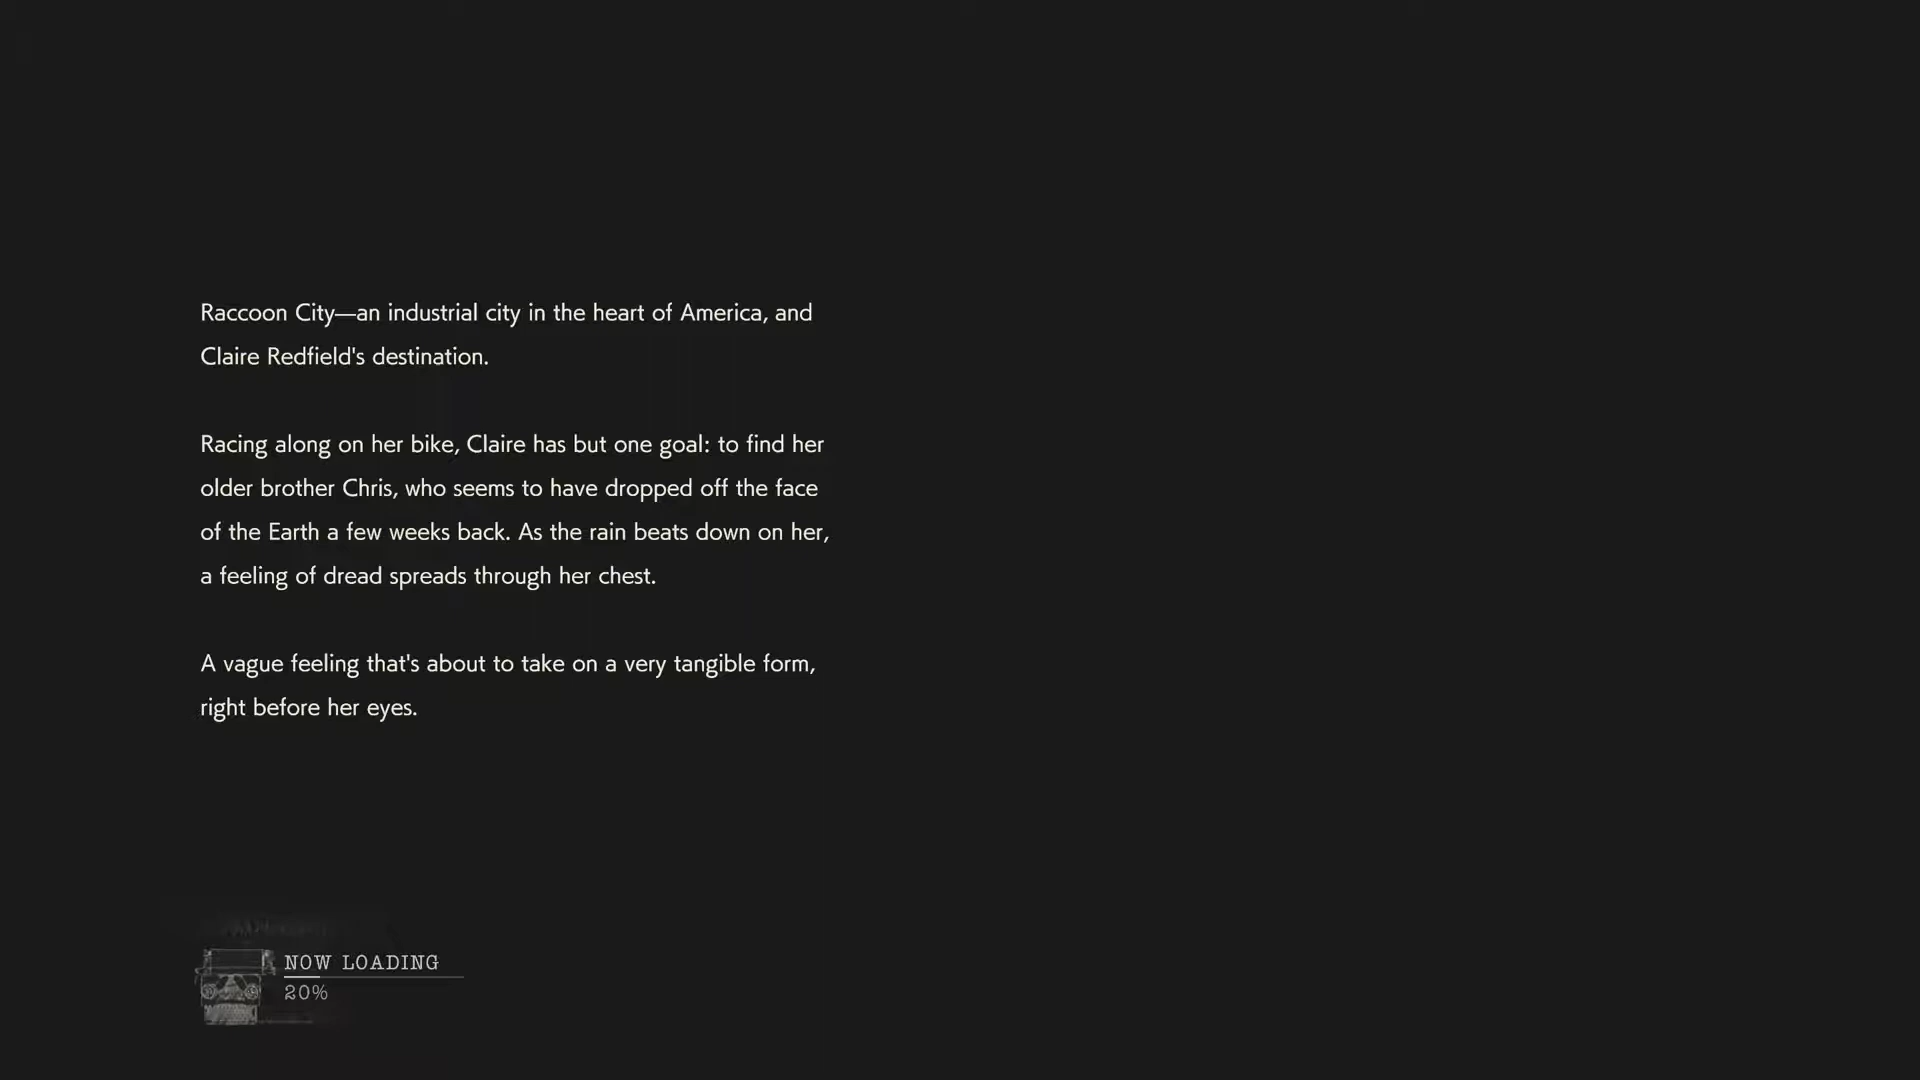 Raccoon City—an industrial city in the heart of America, and
Claire Redfield's destination.
Racing along on her bike, Claire has but one goal: to find her
older brother Chris, who seems to have dropped off the face
of the Earth a few weeks back. As the rain beats down on her,
a feeling of dread spreads through her chest.
A vague feeling that's about to take on a very tangible form,
right before her eyes.
NOW LOADING
20%